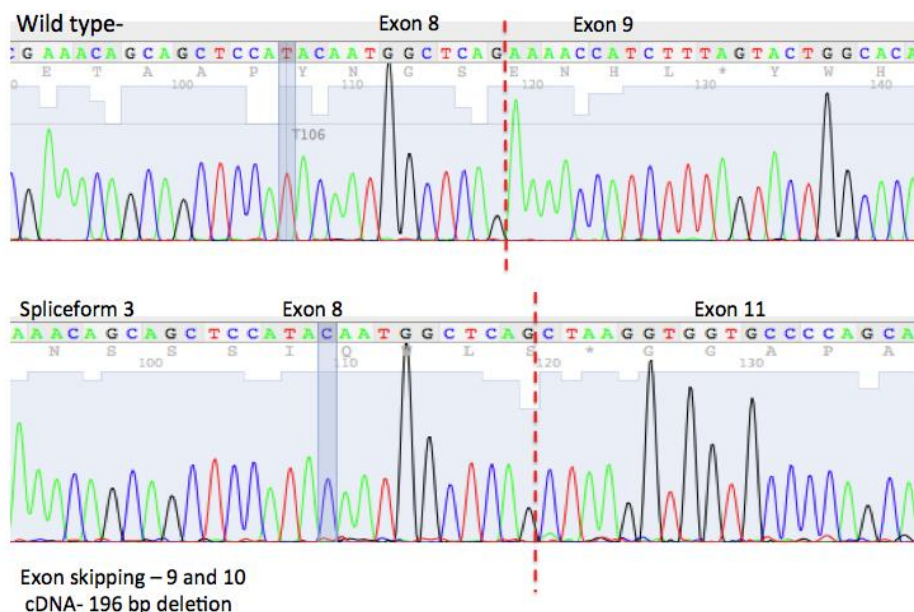 Wild type- Exon 8 Exon 9
CGAAACAGCAGCTCCATACAATGGCTCAGAAAACCATCTTTAGTACTGGCACA
E T A A P Y N G S E N H L * Y W H
0 100 110 120 130 140
T106
Spliceform 3 Exon 8 Exon 11
AAACAGCAGCTCCATACAATGGCTCAGCTAAGGTGGTGCCCCAGCA
N S S S I Q W L S * G G A P A
100 110 120 130
Exon skipping – 9 and 10
cDNA- 196 bp deletion